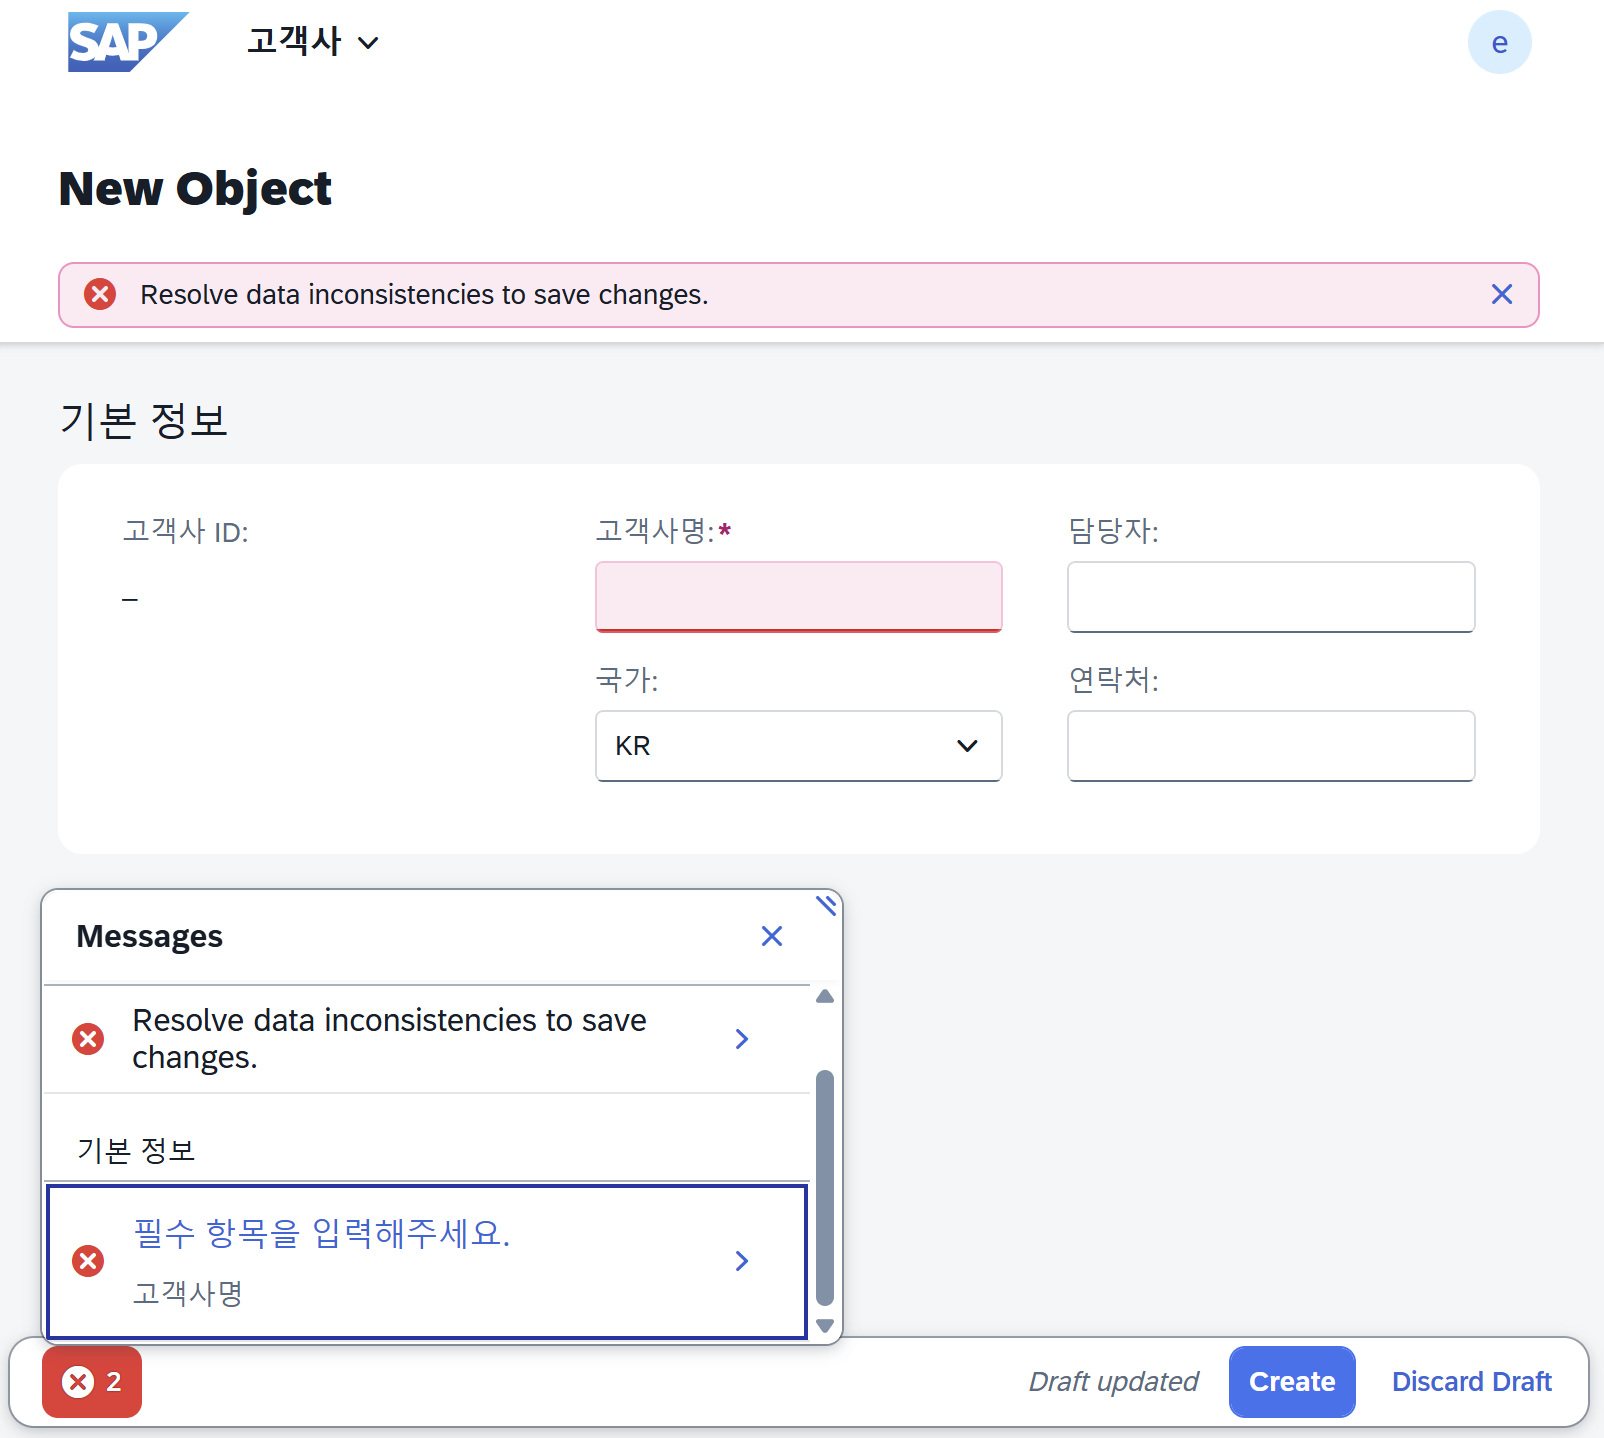 SAP
고객사
e
New Object
Resolve data inconsistencies to save changes.
기본 정보
고객사 ID:
–
고객사명:*
담당자:
국가:
KR
연락처:
Messages
Resolve data inconsistencies to save
changes.
기본 정보
필수 항목을 입력해주세요.
고객사명
2
Draft updated
Create
Discard Draft